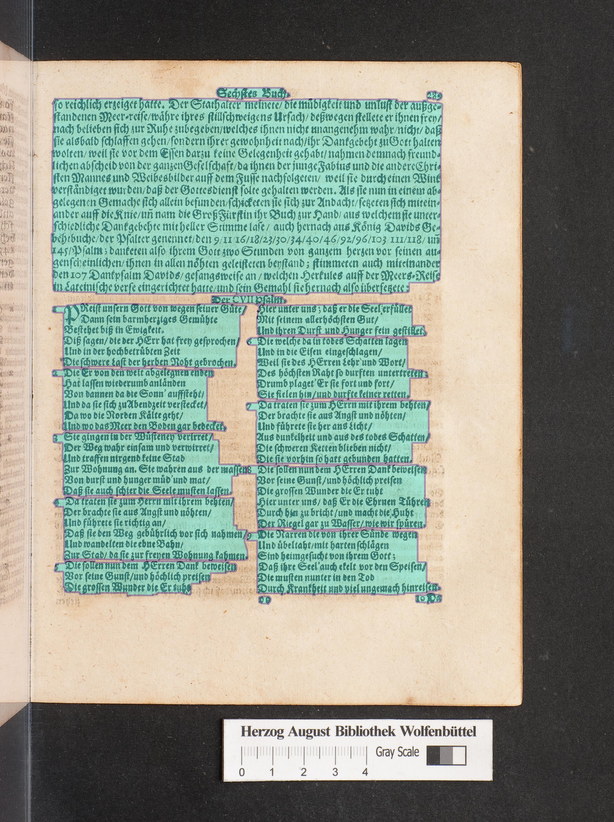 Sechstes Buch. 
so reichlich erzeiget hatte. Der Stathalter meinete/ die müdigkeit und unlust der außge-
standenen Meer-reise/ währe ihres stillschweigens Ursach/ deßwegen stellete er ihnen frey/
nach belieben sich zur Ruhe zubegeben/ welches ihnen nicht unangenehm wahr/ nicht/ daß
sie alsbald schlaffen gehen/ sondern ihrer gewohnheit nach/ ihr Dankgebeht zu Gott halten
wolten/ weil sie vor dem Essen darzu keine Gelegenheit gehabt/ nahmen demnach freund-
lichen abscheid von der ganzen Geselschaft/ da ihnen der junge Fabius und die andere Chri-
sten Mannes und Weibesbilder auff dem Fusse nachfolgeten/ weil sie durch einen Wink
verständiget wurden/ daß der Gottesdienst solte gehalten werden. Als sie nun in einem ab-
gelegenen Gemache sich allein befunden/ schicketen sie sich zur Andacht/ setzeten sich mitein-
ander auff die Knie/ uñ nam die Groß Fürstin ihr Buch zur Hand/ aus welchem sie unter-
schiedliche Dankgebehte mit heller Stimme lase/ auch hernach aus König Davids Ge-
behtbuche/ der Psalter genennet/ den 9/ 11 16/18/23/30/34/40/46/92/96/103 111/118/ uñ
145/Psalm; danketen also ihrem Gott zwo Stunden von ganzem herzen vor seinen au-
genscheinlichen/ ihnen in allen nöhten geleisteten beystand; stimmeten auch miteinander
den 107 Dankpsalm Davids/ gesangsweise an/ welchen Herkules auff der Meers-Reise
in Lateinische verse eingerichtet hatte/ und sein Gemahl sie hernach also übersetzet:
Der CVII Psalm.
Preiset unsern Gott von wegen seiner Güte/
Dann sein barmherziges Gemühte
Bestehet biß in Ewigkeit.
Diß sagen/ die der HErr hat frey gesprochen/
Und in der hochbetrübten Zeit
Die schwere Last der herben Noht gebrochen.
Die Er von den weit abgelegnen enden
Hat lassen wiederumb anländen
Von dannen da die Sonn' auffsteht/
Und da sie sich zu Abendzeit verstecket/
Da wo die Norden Kälte geht/
Und wo das Meer den Boden gar bedecket.
Sie gingen in der Wüsteney verirret/
Der Weg wahr einsam und verwirret/
Und traffen nirgend keine Stad
Zur Wohnung an. Sie wahren aus der massen
Von durst und hunger müd' und mat/
Daß sie auch schier die Seele musten lassen.
Da traten sie zum Herrn mit ihrem behten/
Der brachte sie aus Angst und nöhten/
Und führete sie richtig an/
Daß sie den Weg gebührlich vor sich nahmen/
Und wandelten die ebne Bahn/
Zur Stad/ da sie zur freyen Wohnung kahmen.
Die sollen nun dem HErren Dank beweisen
Vor seine Gunst/ und höchlich preisen
Die grossen Wunder die Er tuht
Hier unter uns; daß er die Seel erfüllet
Mit seinem allerhöchsten Gut/
Und ihren Durst und Hunger fein gestillet.
Die welche da in todes Schatten lagen
Und in die Eisen eingeschlagen/
Weil sie des HErren Lehr' und Wort/
Des höchsten Raht so durften untertreten
Drumb plaget' Er sie fort und fort/
Sie fielen hin/ und durfte keiner retten.
Da traten sie zum HErrn mit ihrem behten/
Der brachte sie aus Angst und nöhten/
Und führete sie her ans Licht/
Aus dunkelheit und aus des todes Schatten/
Die schweren Ketten blieben nicht/
Die sie vorhin so hart gebunden hatten.
Die sollen nun dem HErren Dank beweisen
Vor seine Gunst/ und höchlich preisen
Die grossen Wunder die Er tuht
Hier unter uns/ daß Er die Ehrnen Tühren
Durch hin zu bricht/ und macht die Huht
Der Riegel gar zu Wasser/ wie wir spüren.
Die Narren die von ihrer Sünde wegen
Und übeltaht/ mit harten schlägen
Sind heimgesucht von ihrem Gott;
Daß ihre Seel' auch ekelt vor den Speisen/
Die musten nunter in den Tod
Durch Krankheit und viel ungemach hinreisen.
Herzog August Bibliothek Wolfenbüttel
Gray Scale
0 1 2 3 4